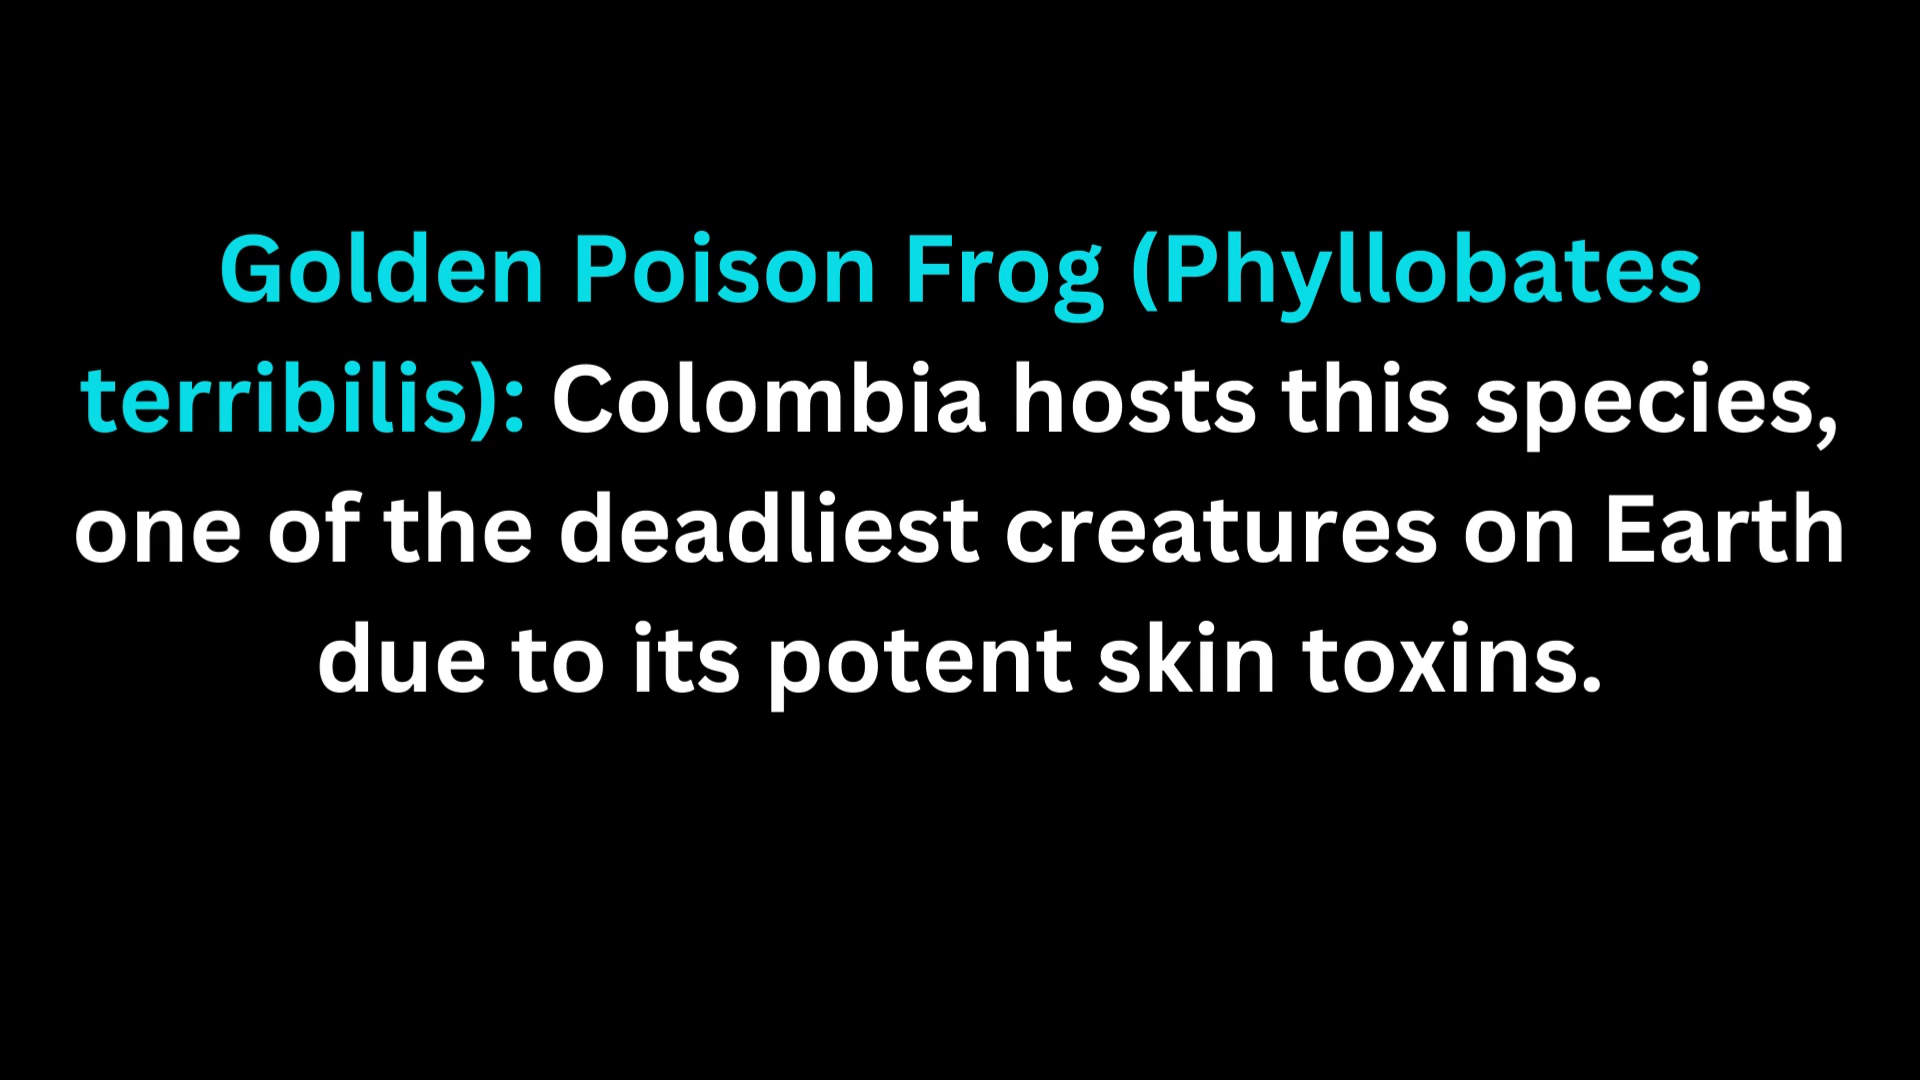 Golden Poison Frog (Phyllobates
terribilis): Colombia hosts this species,
one of the deadliest creatures on Earth
due to its potent skin toxins.